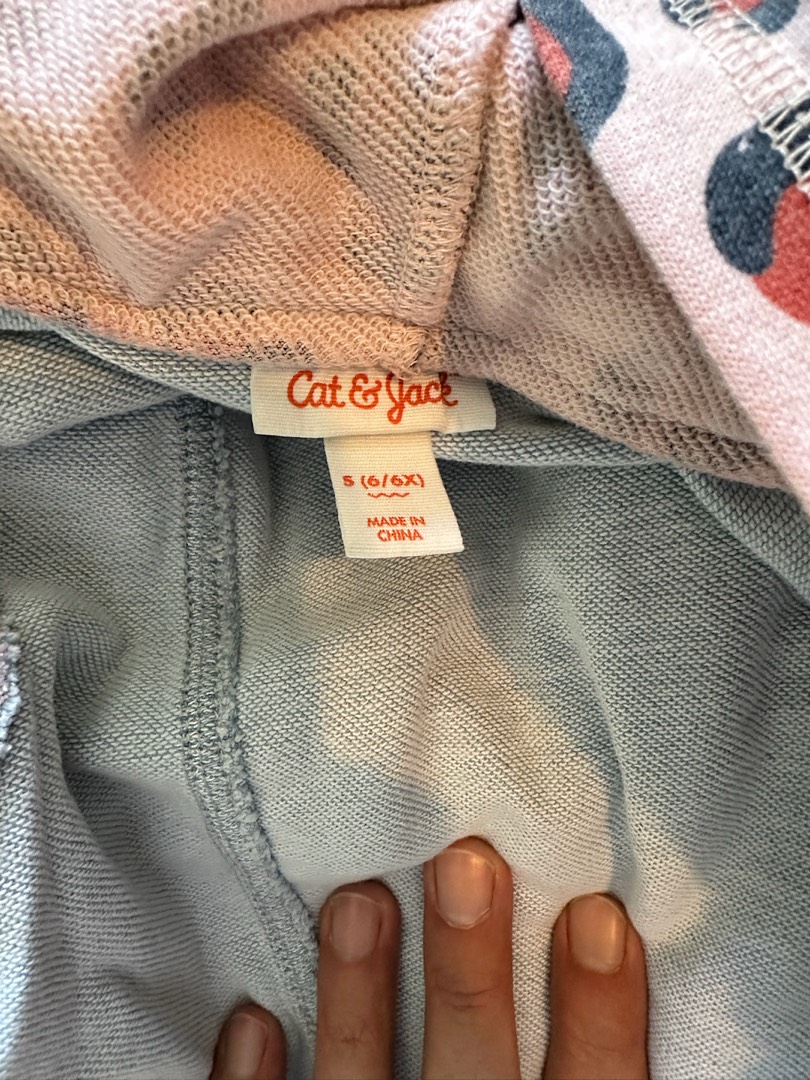 Cat & Jack
S (6/6X)
MADE IN
CHINA